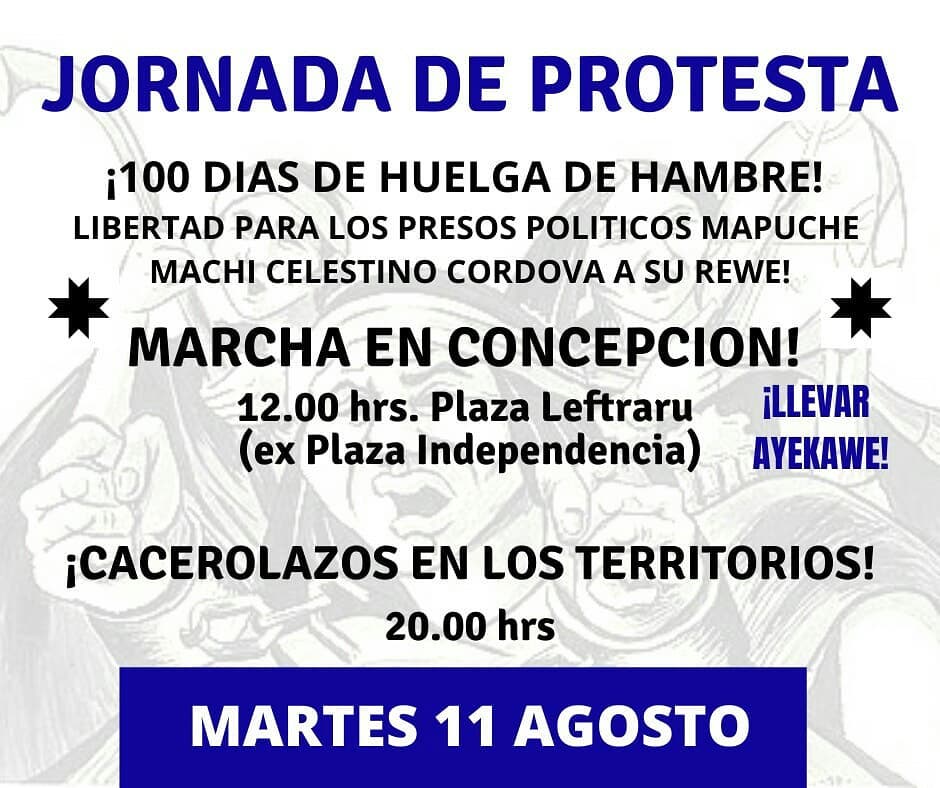 JORNADA DE PROTESTA
¡100 DIAS DE HUELGA DE HAMBRE!
LIBERTAD PARA LOS PRESOS POLITICOS MAPUCHE
MACHI CELESTINO CORDOVA A SU REWE!
MARCHA EN CONCEPCION!
12.00 hrs. Plaza Leftraru
(ex Plaza Independencia)
¡LLEVAR
AYEKAWE!
¡CACEROLAZOS EN LOS TERRITORIOS!
20.00 hrs
MARTES 11 AGOSTO